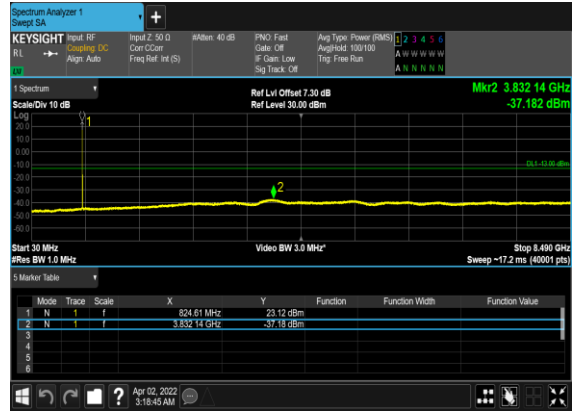 Spectrum Analyzer 1
Swept SA
+
KEYSIGHT Input: RF Input Z: 50 Ω #Atten: 40 dB PNO: Fast Avg Type: Power (RMS) 1 2 3 4 5 6
RL Coupling: DC Corr CCorr Gate: Off Avg|Hold: 100/100 A W W W W W
Align: Auto Freq Ref: Int (S) IF Gain: Low Trig: Free Run
Sig Track: Off A N N N N N
1 Spectrum Ref Lvl Offset 7.30 dB Mkr2 3.832 14 GHz
Scale/Div 10 dB Ref Level 30.00 dBm -37.182 dBm
Log
1
20.0
10.0
0.00
-10.0 DL1 -13.00 dBm
-20.0
-30.0 2
-40.0
-50.0
-60.0
Start 30 MHz Video BW 3.0 MHz* Stop 8.490 GHz
#Res BW 1.0 MHz Sweep ~17.2 ms (40001 pts)
5 Marker Table
Mode Trace Scale X Y Function Function Width Function Value
1 N 1 f 824.61 MHz 23.12 dBm
2 N 1 f 3.832 14 GHz -37.18 dBm
3
4
5
6
? Apr 02, 2022
3:18:45 AM